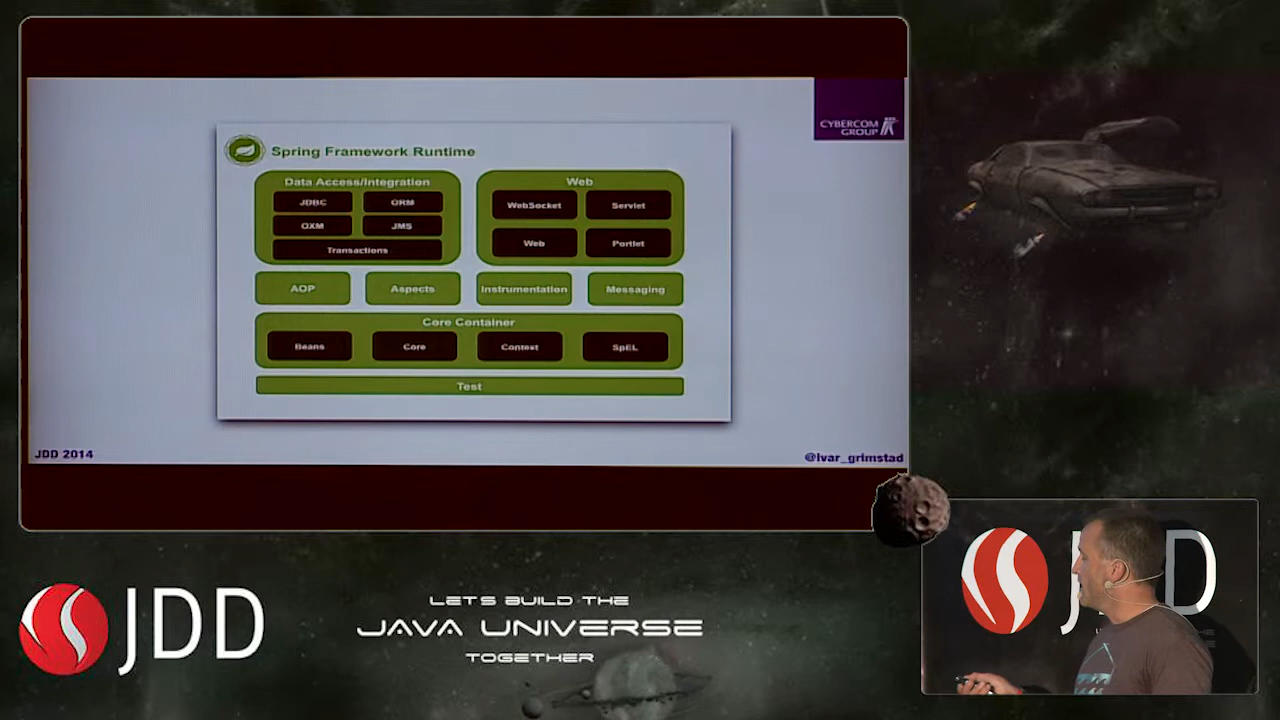 CYBERCOM
GROUP
Spring Framework Runtime
Data Access/Integration
JDBC
ORM
OXM
JMS
Transactions
Web
WebSocket
Servlet
Web
Portlet
AOP
Aspects
Instrumentation
Messaging
Core Container
Beans
Core
Context
SpEL
Test
JDD 2014
@ivar_grimstad
JDD
LETS BUILD THE
JAVA UNIVERSE
TOGETHER
JDD